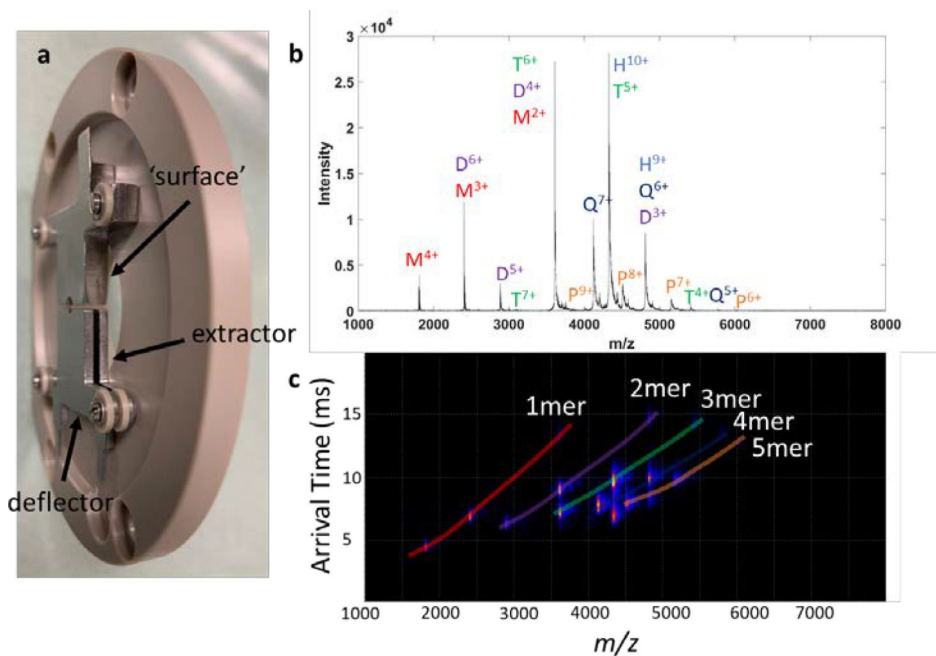 a
'surface'
extractor
deflector
b
×10⁴
3
2.5
2
1.5
1
0.5
0
Intensity
T⁶⁺
D⁴⁺
M²⁺
H¹⁰⁺
T⁵⁺
D⁶⁺
M³⁺
H⁹⁺
Q⁷⁺ Q⁶⁺
D³⁺
M⁴⁺
D⁵⁺
T⁷⁺
P⁹⁺ P⁸⁺ P⁷⁺
T⁴⁺ Q⁵⁺ P⁶⁺
1000 2000 3000 4000 5000 6000 7000 8000
m/z
c
Arrival Time (ms)
15
10
5
1mer
2mer
3mer
4mer
5mer
1000 2000 3000 4000 5000 6000 7000
m/z